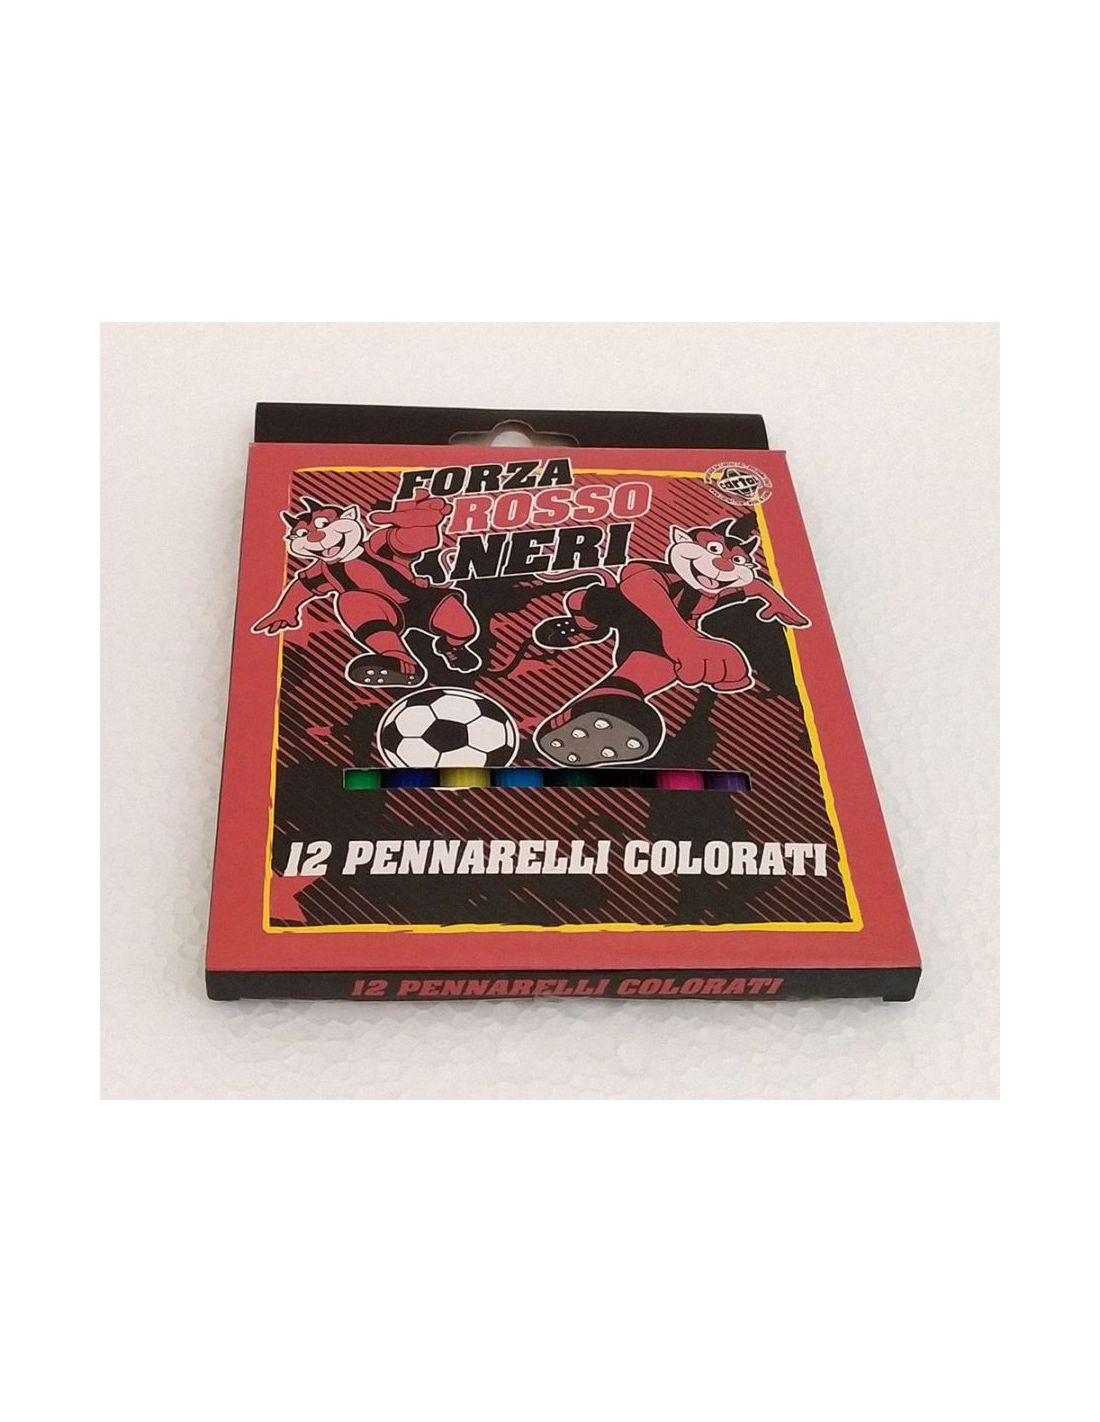 FORZA
ROSSO
NERI
12 PENNARELLI COLORATI
12 PENNARELLI COLORATI